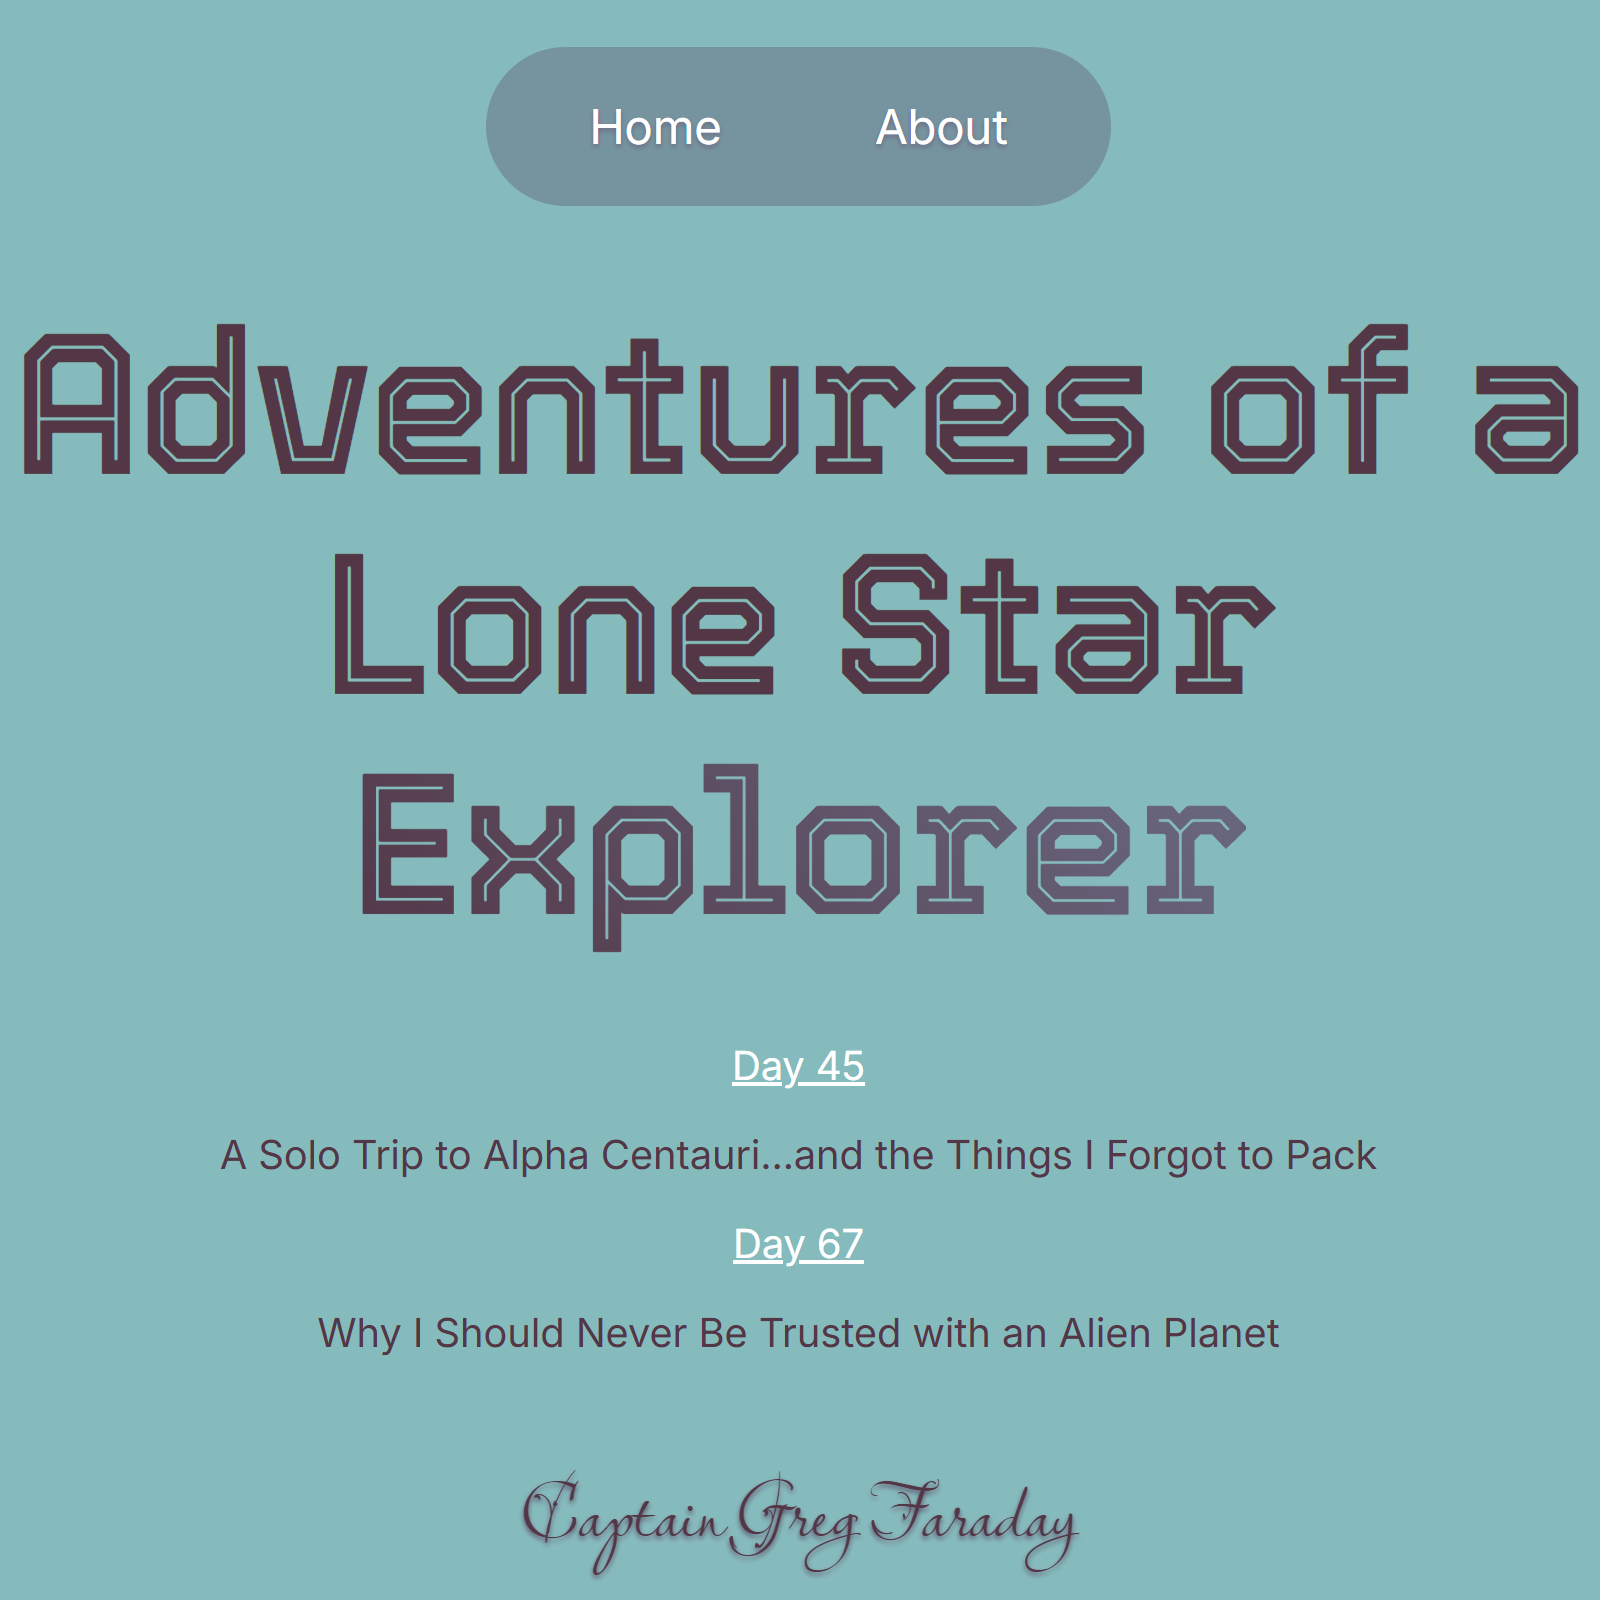 Home About
Adventures of a
Lone Star
Explorer
Day 45
A Solo Trip to Alpha Centauri...and the Things I Forgot to Pack
Day 67
Why I Should Never Be Trusted with an Alien Planet
Captain Greg Faraday